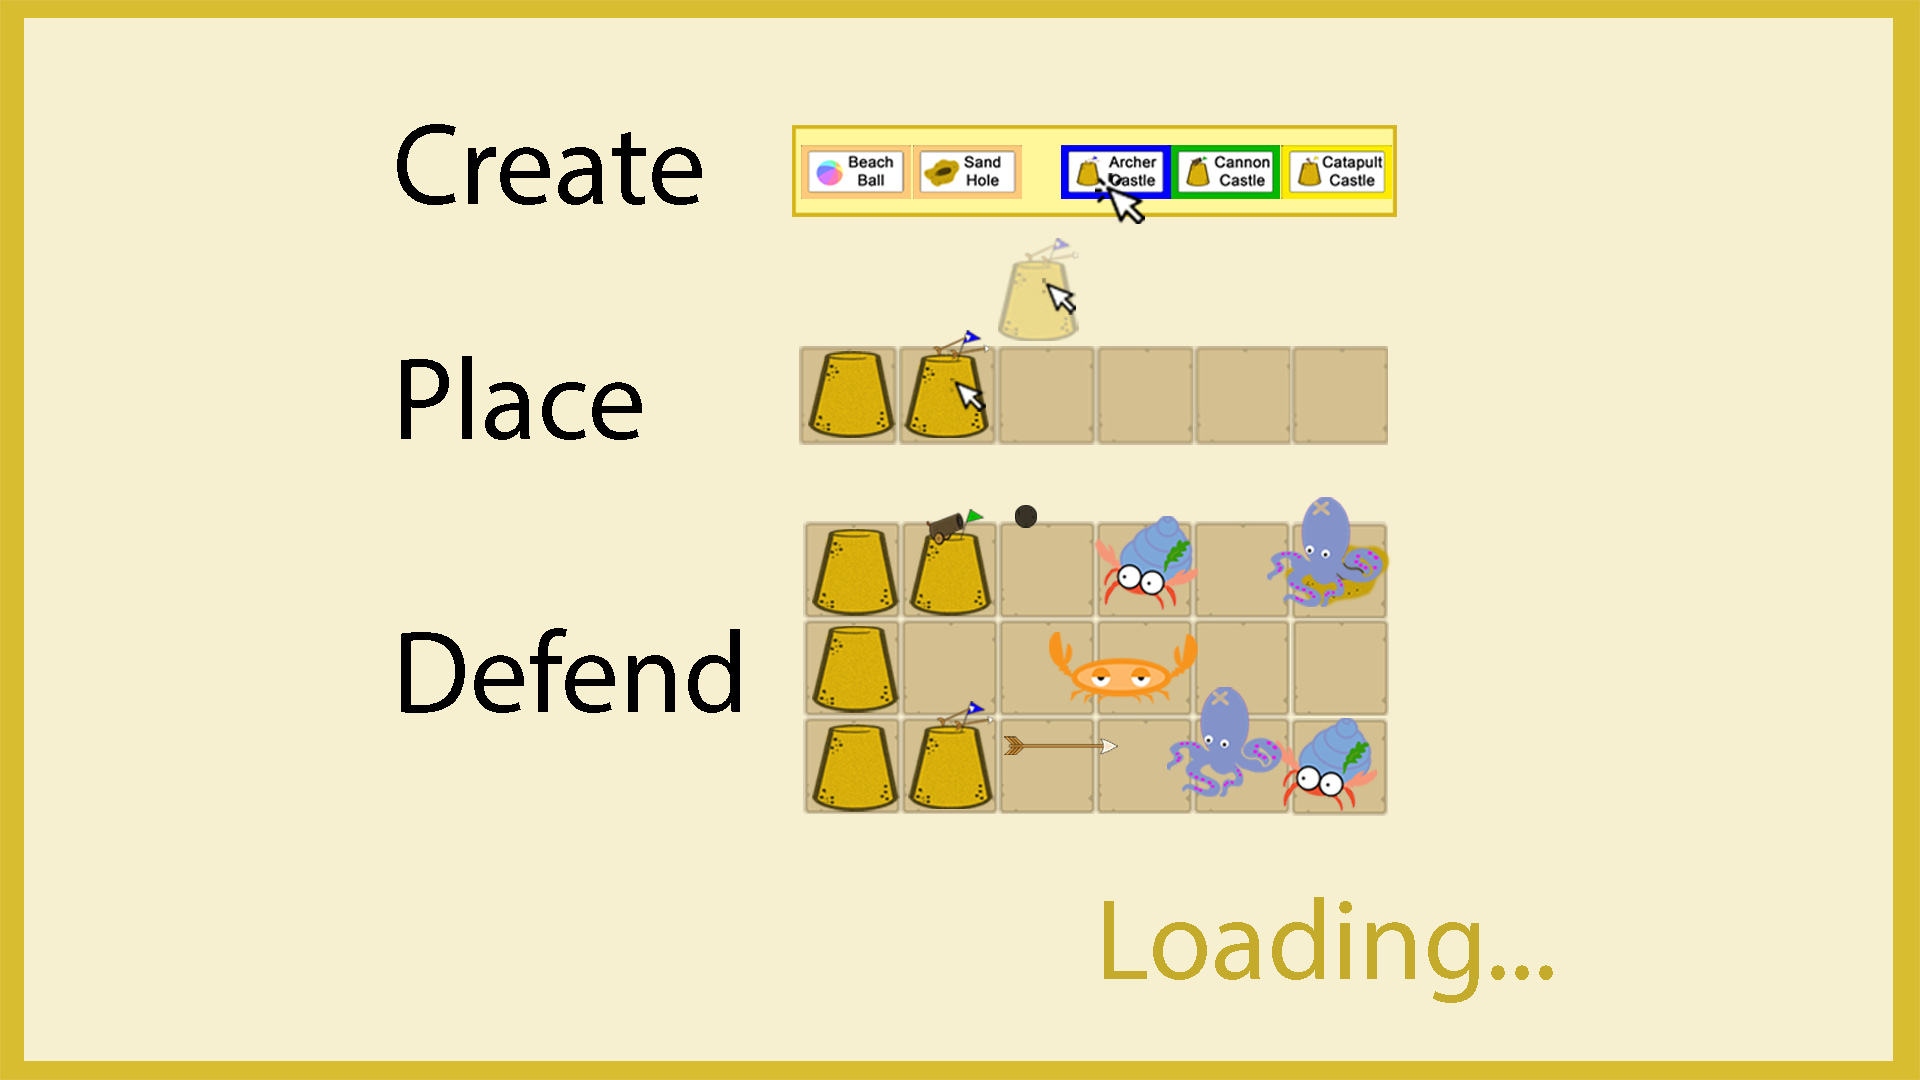 Create
Beach Ball
Sand Hole
Archer Castle
Cannon Castle
Catapult Castle
Place
Defend
Loading...